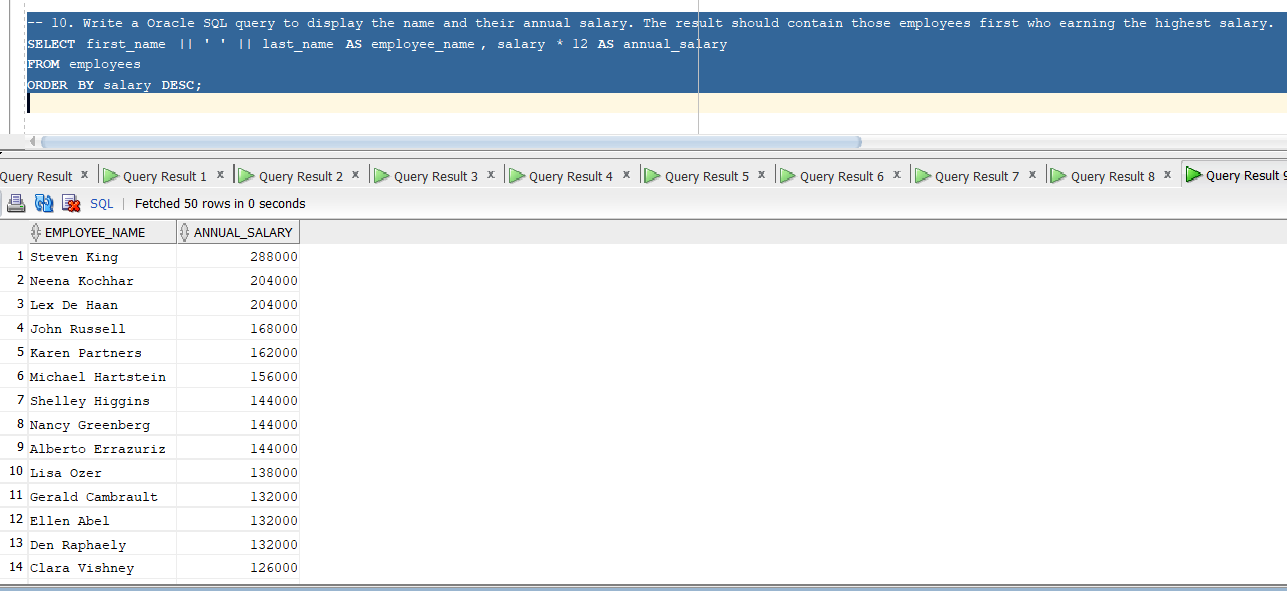 -- 10. Write a Oracle SQL query to display the name and their annual salary. The result should contain those employees first who earning the highest salary.
SELECT first_name || ' ' || last_name AS employee_name, salary * 12 AS annual_salary
FROM employees
ORDER BY salary DESC;
Query Result x Query Result 1 x Query Result 2 x Query Result 3 x Query Result 4 x Query Result 5 x Query Result 6 x Query Result 7 x Query Result 8 x Query Result 9
SQL | Fetched 50 rows in 0 seconds
EMPLOYEE_NAME ANNUAL_SALARY
1 Steven King 288000
2 Neena Kochhar 204000
3 Lex De Haan 204000
4 John Russell 168000
5 Karen Partners 162000
6 Michael Hartstein 156000
7 Shelley Higgins 144000
8 Nancy Greenberg 144000
9 Alberto Errazuriz 144000
10 Lisa Ozer 138000
11 Gerald Cambrault 132000
12 Ellen Abel 132000
13 Den Raphaely 132000
14 Clara Vishney 126000